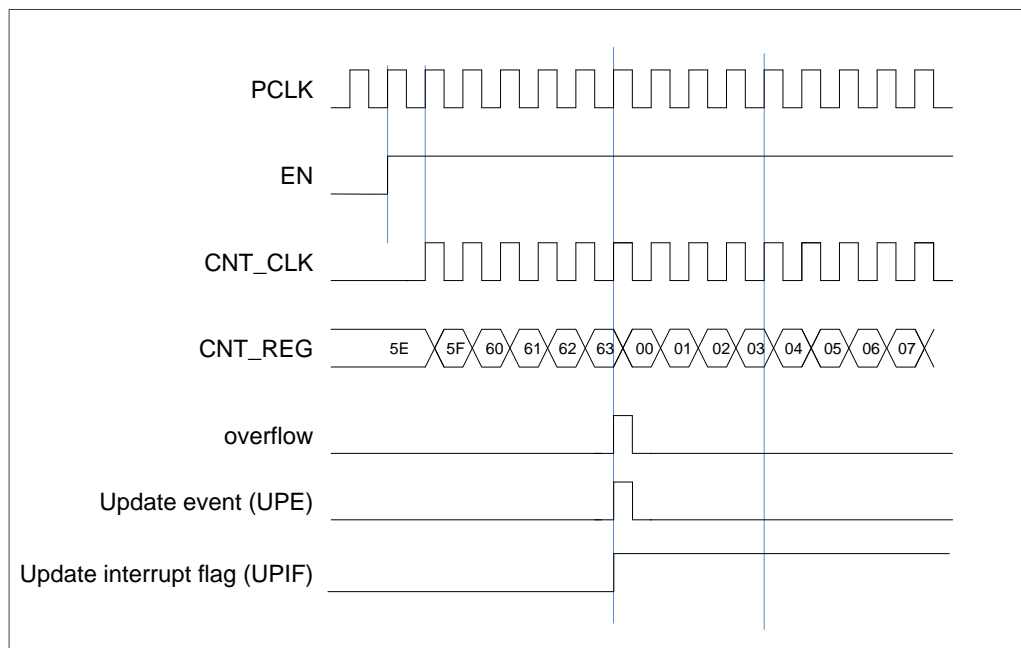 PCLK
EN
CNT_CLK
CNT_REG 5E 5F 60 61 62 63 00 01 02 03 04 05 06 07
overflow
Update event (UPE)
Update interrupt flag (UPIF)